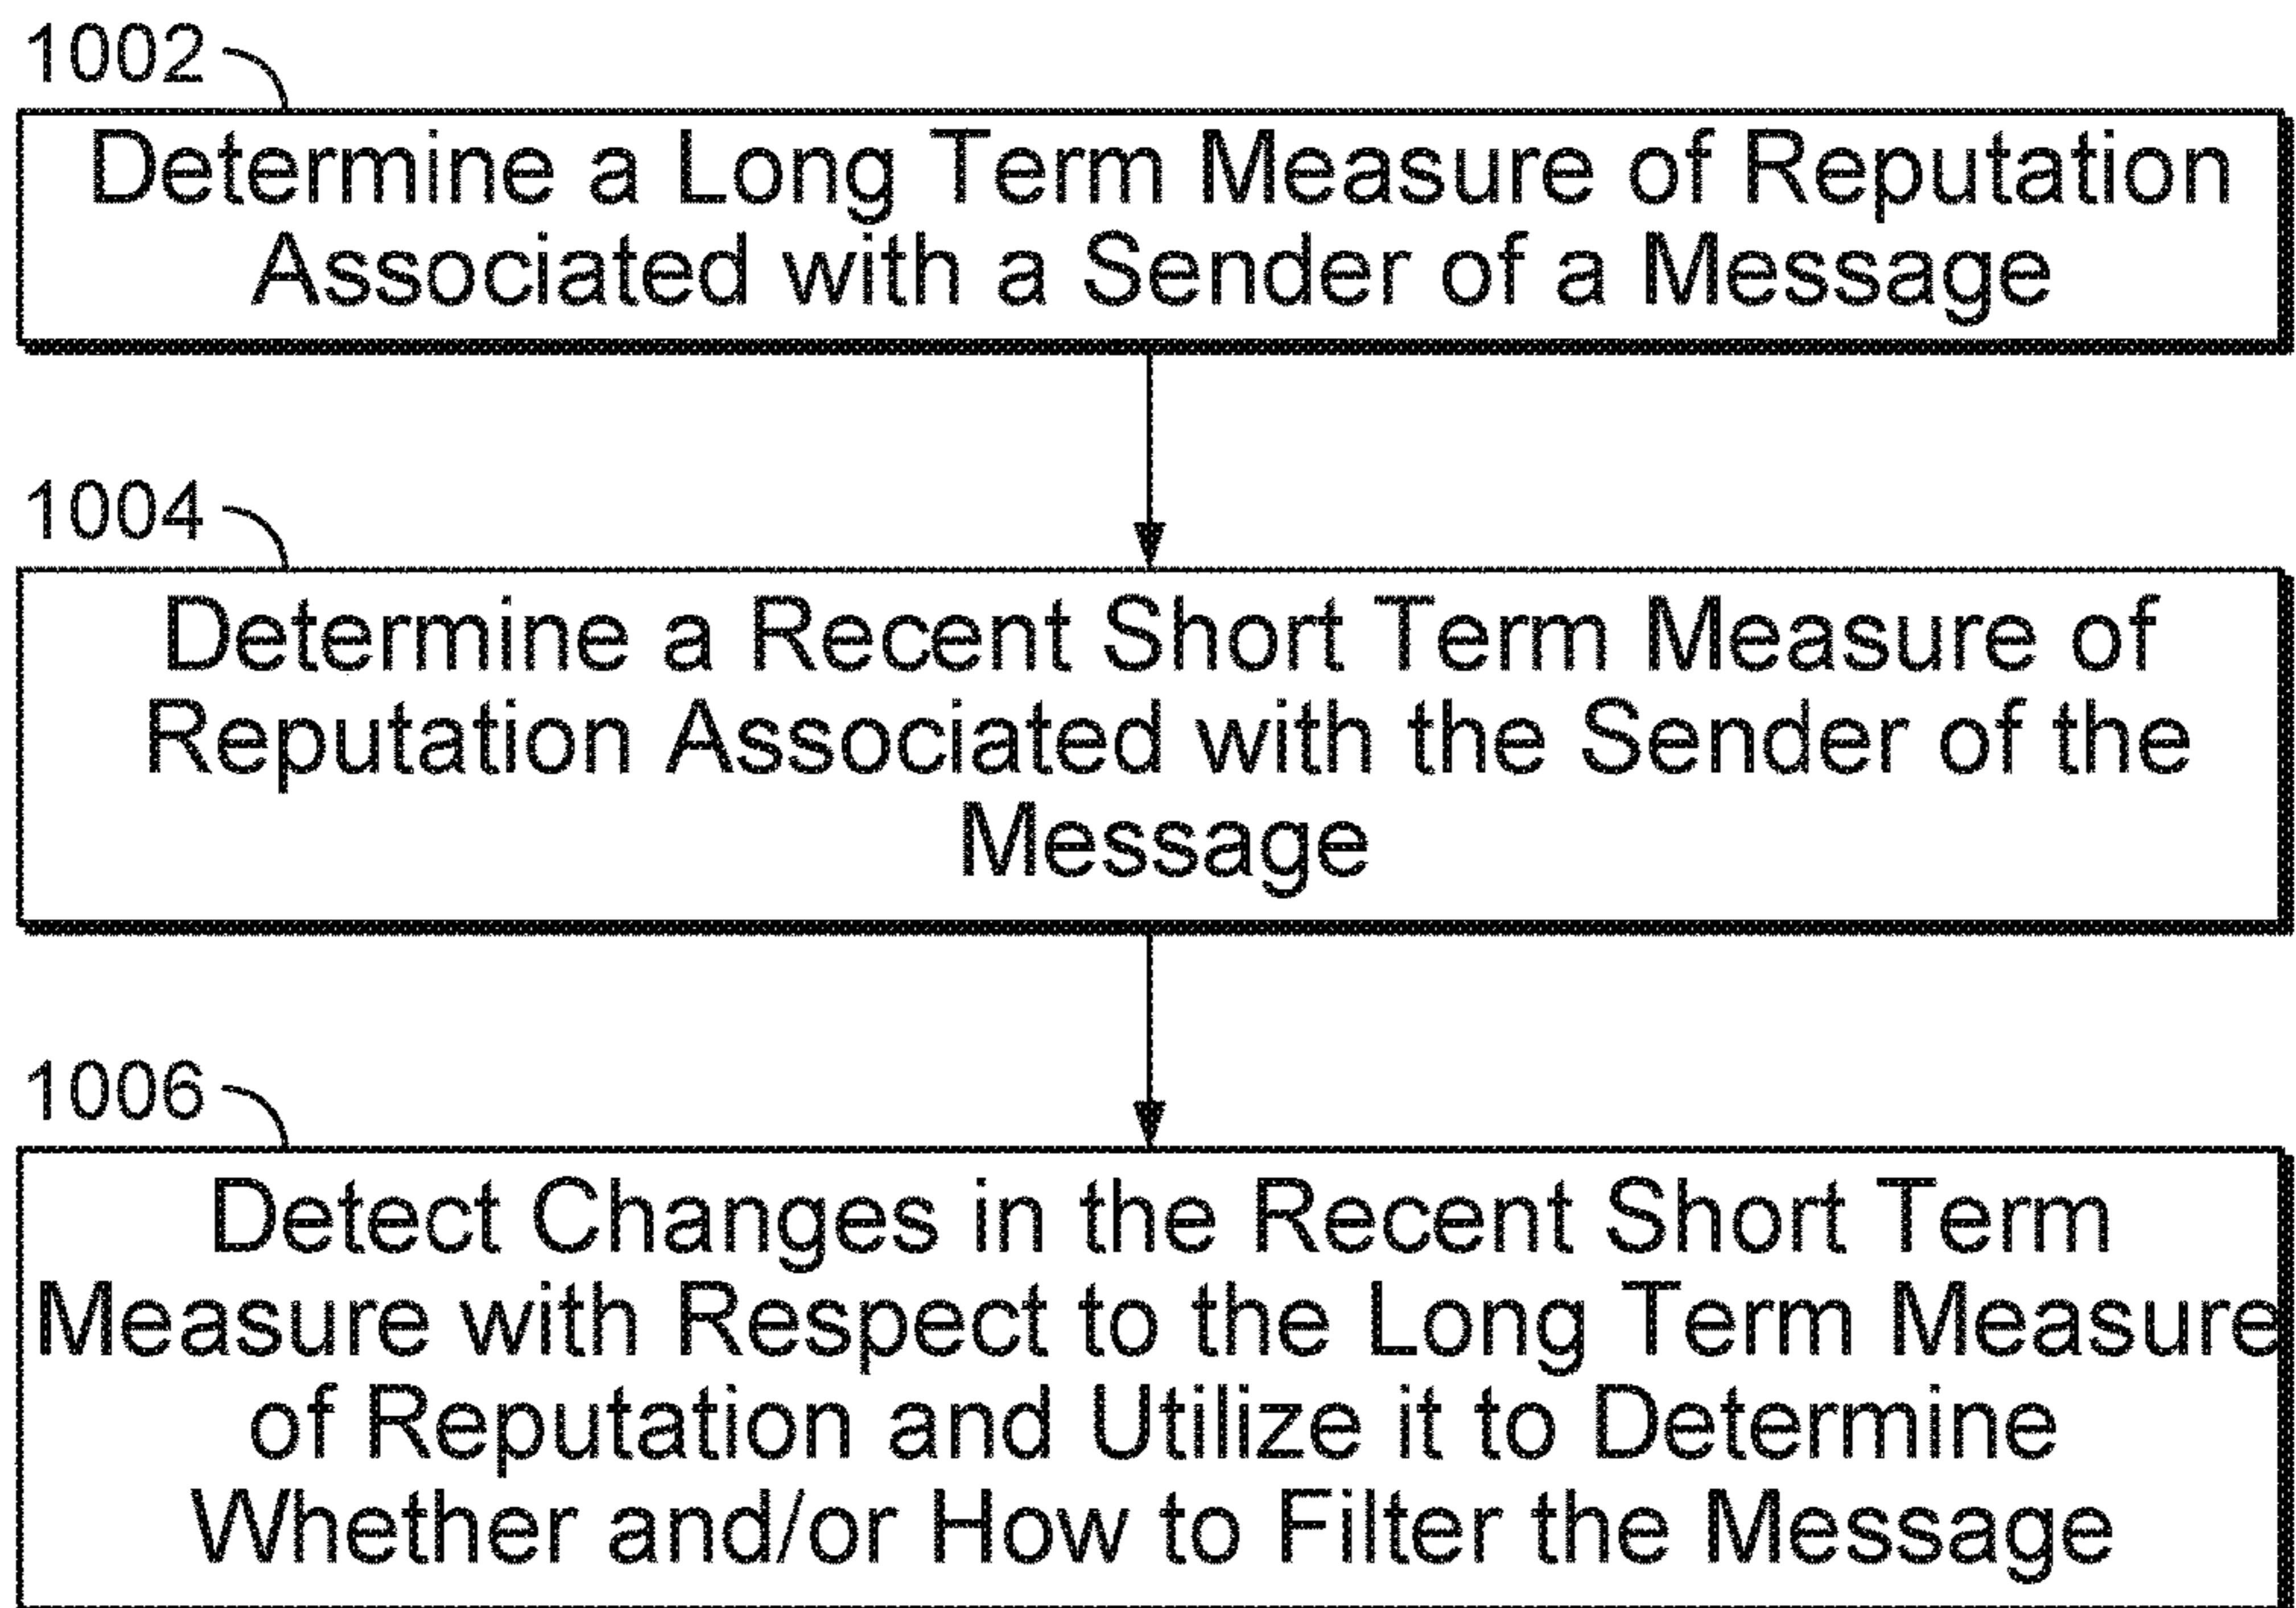 1002
Determine a Long Term Measure of Reputation
Associated with a Sender of a Message
1004
Determine a Recent Short Term Measure of
Reputation Associated with the Sender of the
Message
1006
Detect Changes in the Recent Short Term
Measure with Respect to the Long Term Measure
of Reputation and Utilize it to Determine
Whether and/or How to Filter the Message